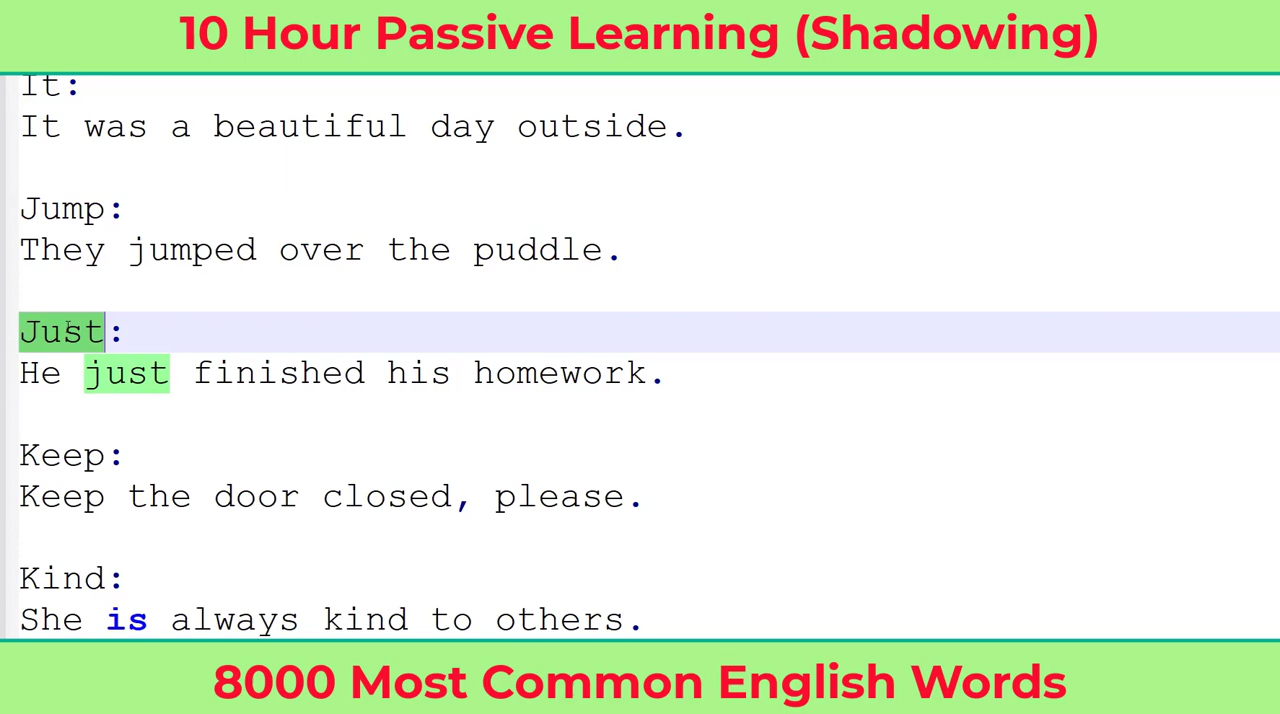 10 Hour Passive Learning (Shadowing)
It:
It was a beautiful day outside.
Jump:
They jumped over the puddle.
Just:
He just finished his homework.
Keep:
Keep the door closed, please.
Kind:
She is always kind to others.
8000 Most Common English Words